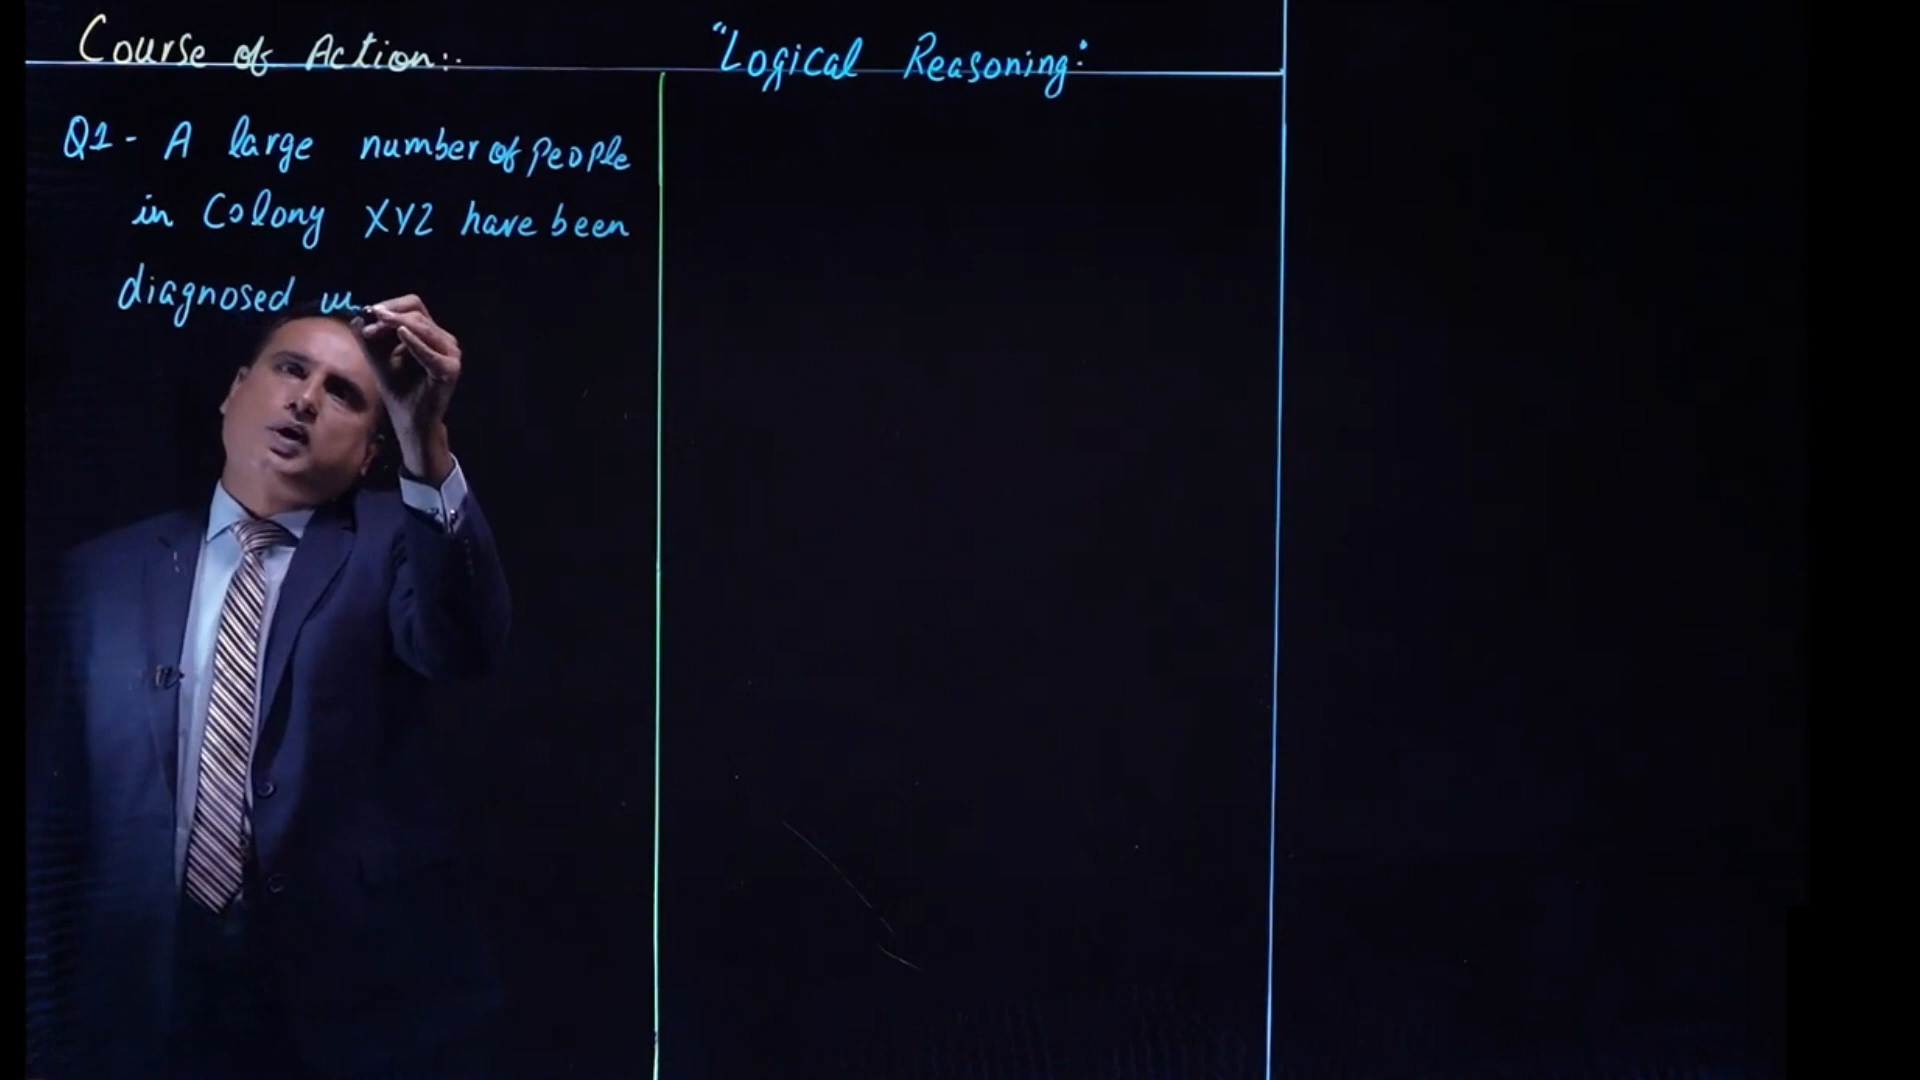 Course of Action:.
"Logical Reasoning:
Q1- A large number of people
in Colony XYZ have been
diagnosed